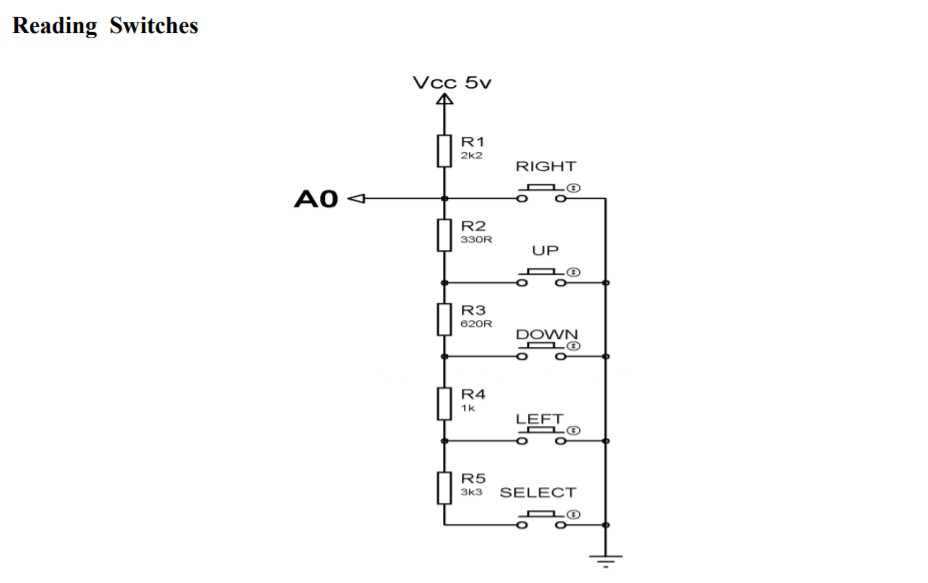 Reading Switches
Vcc 5v
R1
2k2
RIGHT
A0
R2
330R
UP
R3
620R
DOWN
R4
1k
LEFT
R5
3k3
SELECT